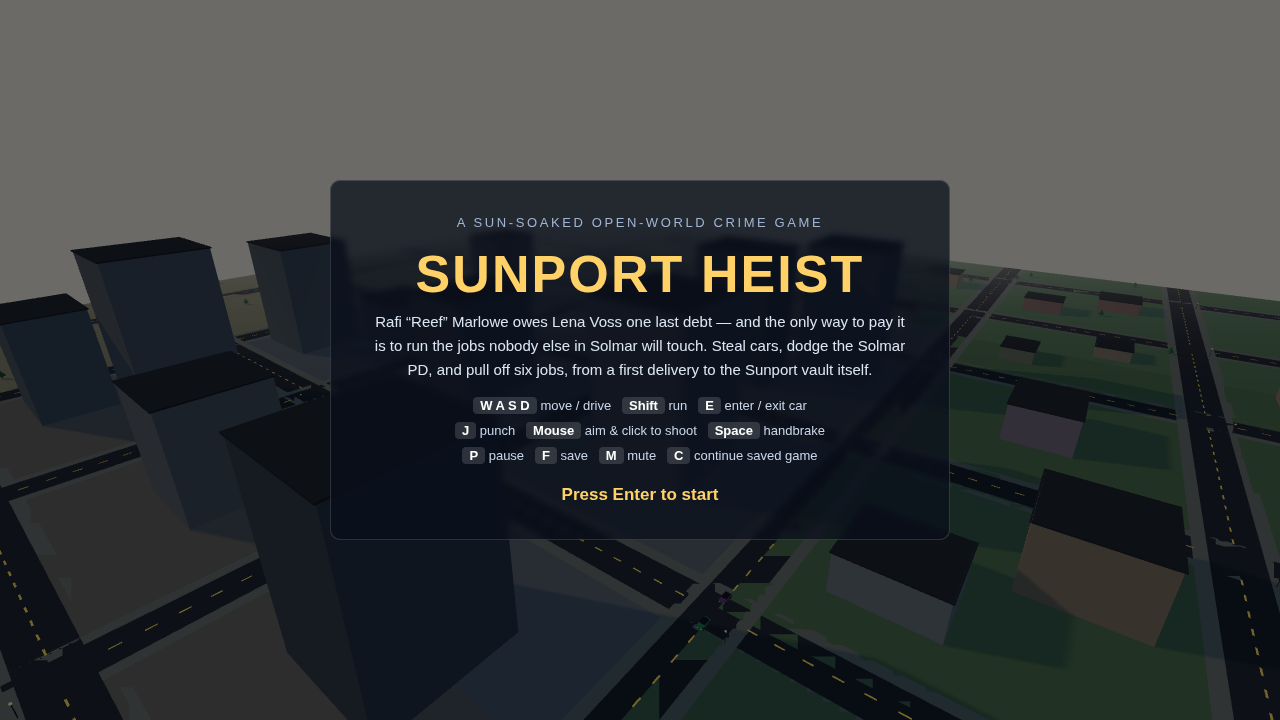 A SUN-SOAKED OPEN-WORLD CRIME GAME
SUNPORT HEIST
Rafi “Reef” Marlowe owes Lena Voss one last debt — and the only way to pay it
is to run the jobs nobody else in Solmar will touch. Steal cars, dodge the Solmar
PD, and pull off six jobs, from a first delivery to the Sunport vault itself.
W A S D move / drive Shift run E enter / exit car
J punch Mouse aim & click to shoot Space handbrake
P pause F save M mute C continue saved game
Press Enter to start